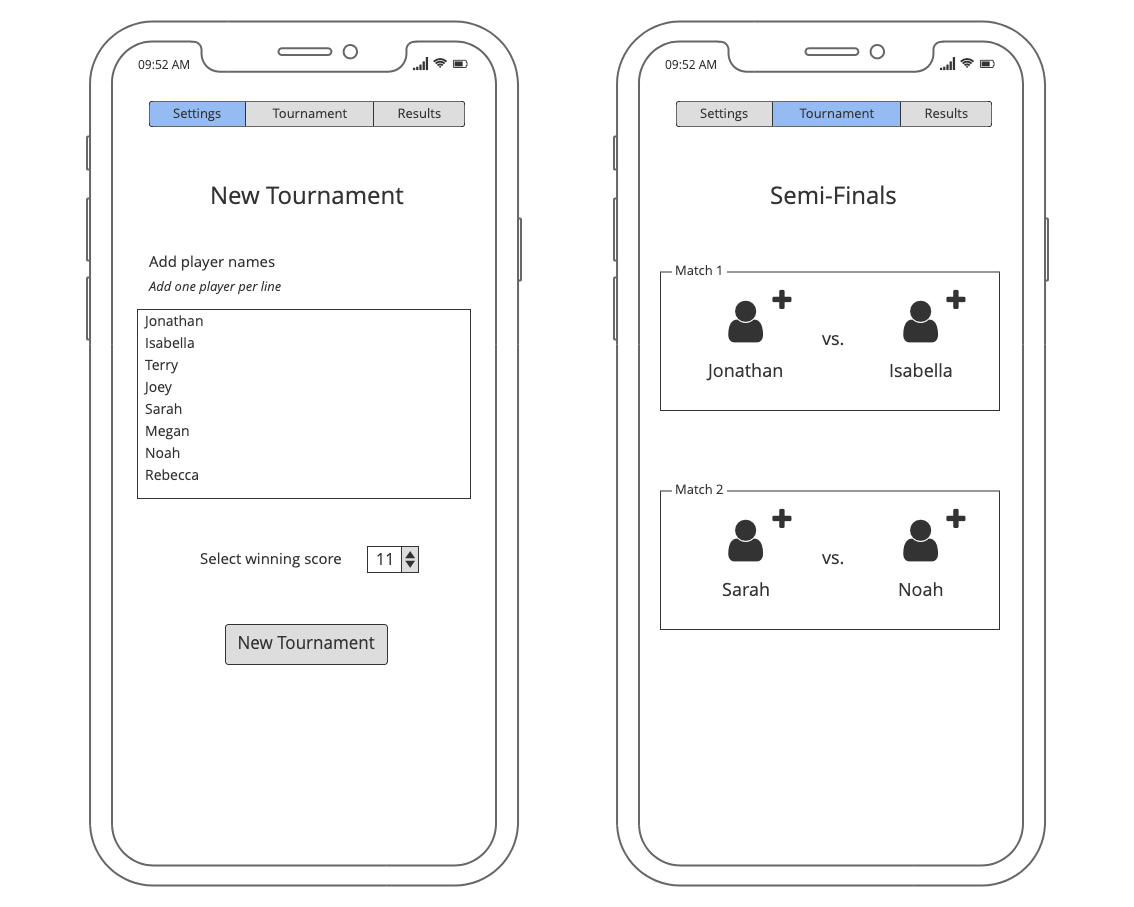 09:52 AM
Settings Tournament Results
New Tournament
Add player names
Add one player per line
Jonathan
Isabella
Terry
Joey
Sarah
Megan
Noah
Rebecca
Select winning score 11
New Tournament
09:52 AM
Settings Tournament Results
Semi-Finals
Match 1
vs.
Jonathan Isabella
Match 2
vs.
Sarah Noah